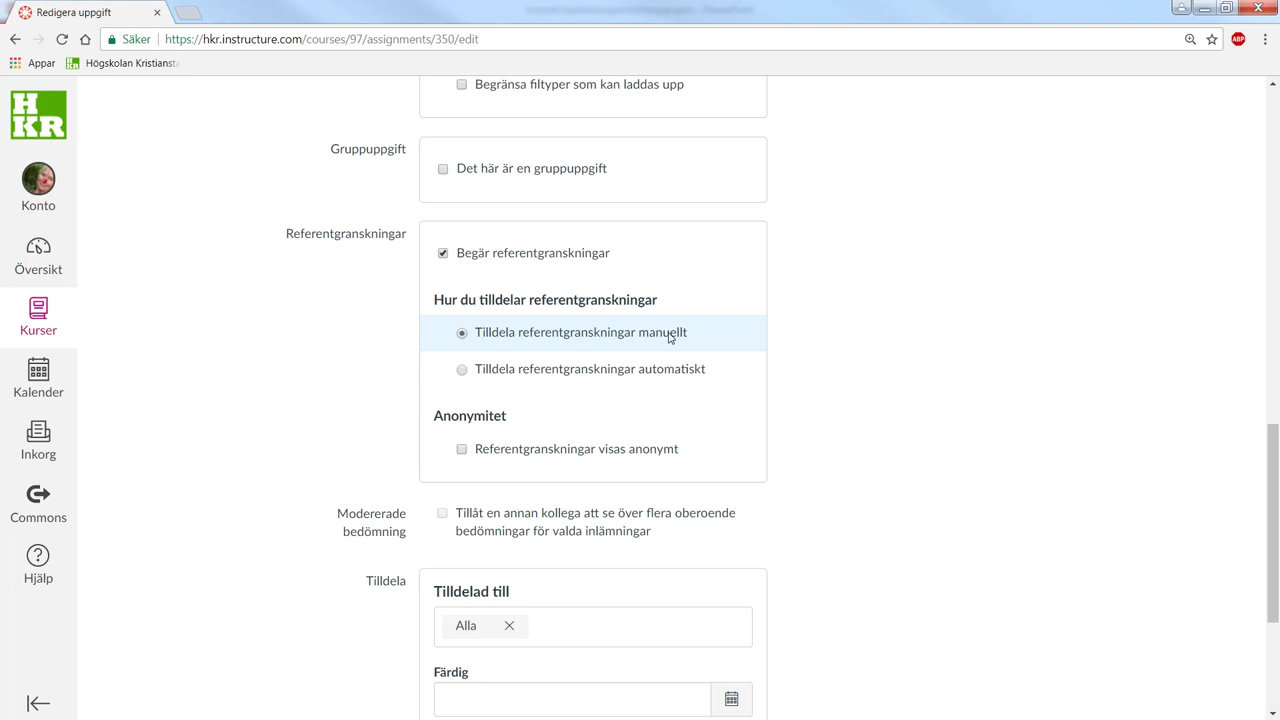 Redigera uppgift
Säker
https://hkr.instructure.com/courses/97/assignments/350/edit
ABP
Appar
Högskolan Kristiansta
H
KR
Konto
Översikt
Kurser
Kalender
Inkorg
Commons
Hjälp
Begränsa filtyper som kan laddas upp
Gruppuppgift
Det här är en gruppuppgift
Referentgranskningar
Begär referentgranskningar
Hur du tilldelar referentgranskningar
Tilldela referentgranskningar manuellt
Tilldela referentgranskningar automatiskt
Anonymitet
Referentgranskningar visas anonymt
Modererade
bedömning
Tillåt en annan kollega att se över flera oberoende
bedömningar för valda inlämningar
Tilldela
Tilldelad till
Alla
Färdig